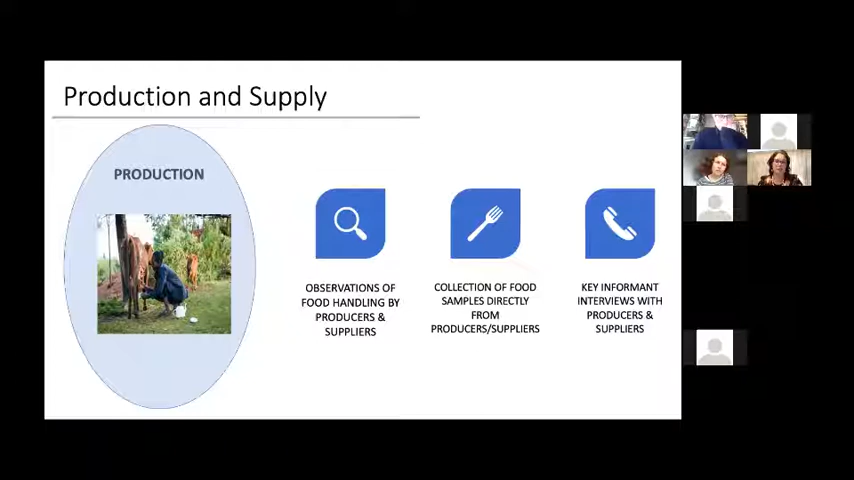 Production and Supply
PRODUCTION
OBSERVATIONS OF
FOOD HANDLING BY
PRODUCERS &
SUPPLIERS
COLLECTION OF FOOD
SAMPLES DIRECTLY
FROM
PRODUCERS/SUPPLIERS
KEY INFORMANT
INTERVIEWS WITH
PRODUCERS &
SUPPLIERS